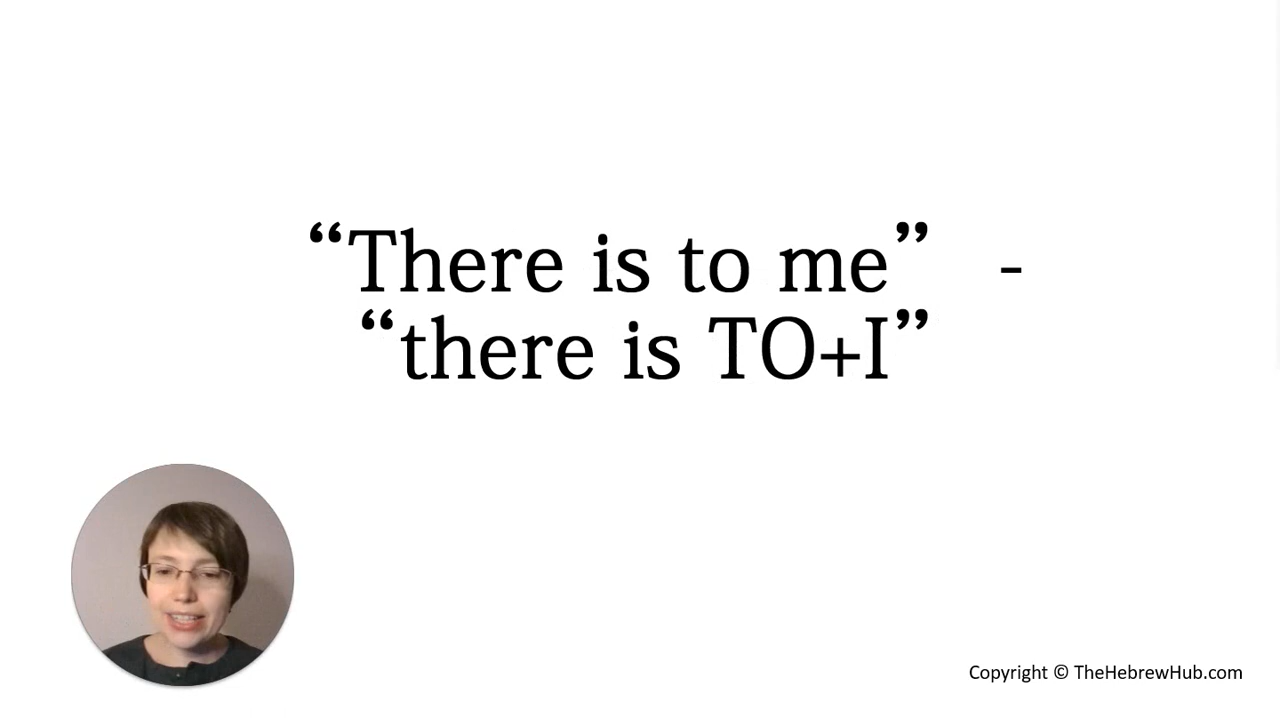 “There is to me” -
“there is TO+I”
Copyright © TheHebrewHub.com